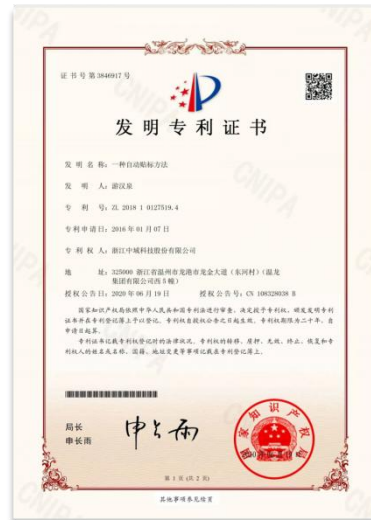 证书号第3846917号
发明专利证书
发 明 名 称：一种自动贴标方法
发 明 人：游汉泉
专 利 号：ZL 2018 1 0127519.4
专利申请日：2016年01月07日
专 利 权 人：浙江中域科技股份有限公司
地 址：325000 浙江省温州市龙港市龙金大道（东河村）（温龙
集团有限公司西5幢）
授权公告日：2020年06月19日 授权公告号：CN 108328038 B
国家知识产权局依照中华人民共和国专利法进行审查，决定授予专利权，颁发发明专利
证书并在专利登记簿上予以登记。专利权自授权公告之日起生效。专利权期限为二十年，自
申请日起算。
专利证书记载专利权登记时的法律状况。专利权的转移、质押、无效、终止、恢复和专
利权人的姓名或名称、国籍、地址变更等事项记载在专利登记簿上。
局长
申长雨
申长雨
国家知识产权局
第 1 页 (共 2 页)
其他事项参见续页
CNIPA